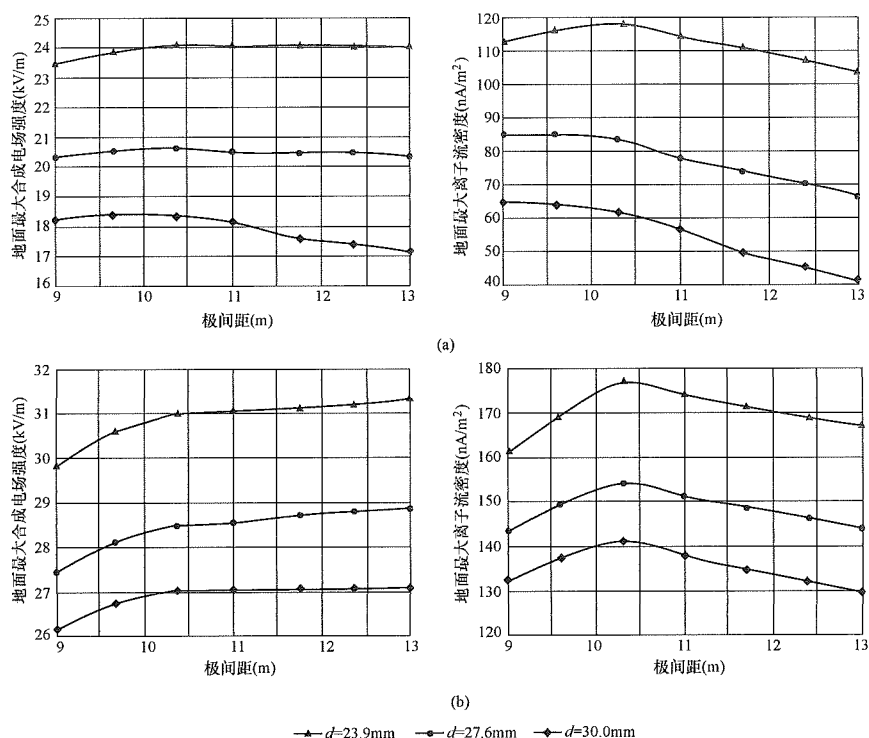 地面最大合成电场强度(kV/m)
25
24
23
22
21
20
19
18
17
16
9 10 11 12 13
极间距(m)
地面最大离子流密度(nA/m²)
120
110
100
90
80
70
60
50
40
9 10 11 12 13
极间距(m)
(a)
地面最大合成电场强度(kV/m)
32
31
30
29
28
27
26
9 10 11 12 13
极间距(m)
地面最大离子流密度(nA/m²)
180
170
160
150
140
130
120
9 10 11 12 13
极间距(m)
(b)
d=23.9mm d=27.6mm d=30.0mm